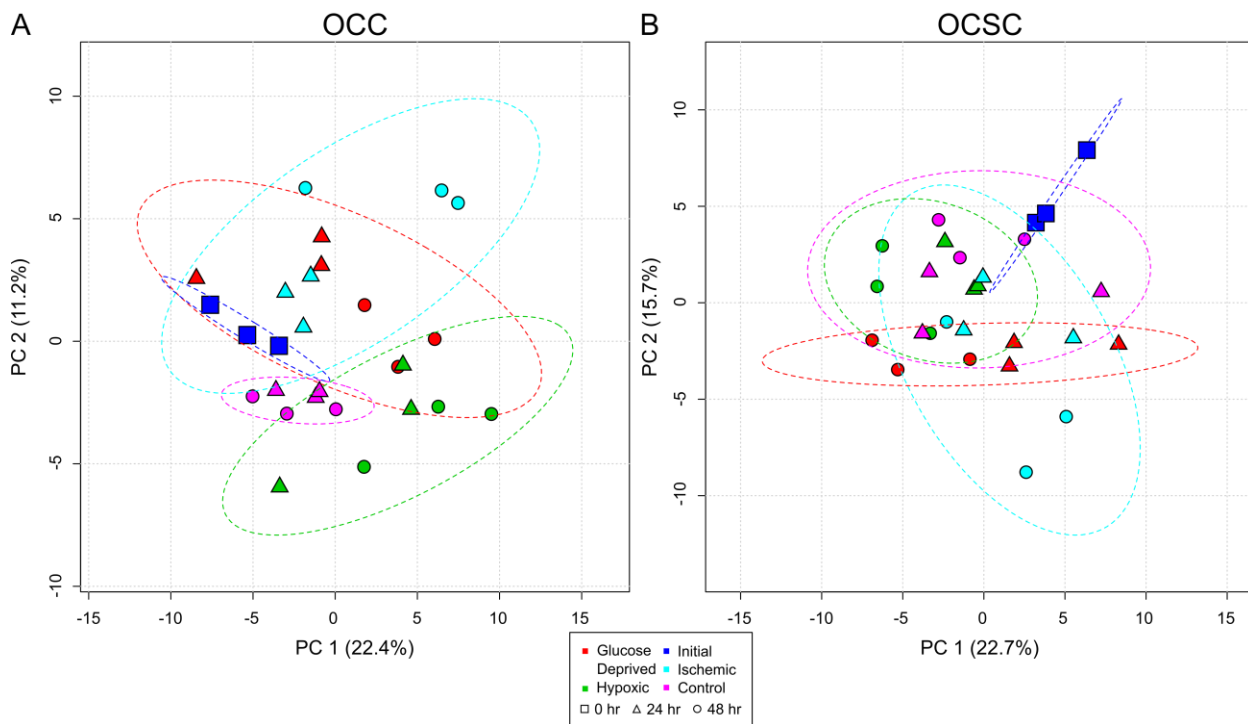 A OCC B OCSC
10
5
0
-5
-10
PC 2 (11.2%)
-15 -10 -5 0 5 10 15
PC 1 (22.4%)
10
5
0
-5
-10
PC 2 (15.7%)
-15 -10 -5 0 5 10 15
PC 1 (22.7%)
Glucose Initial
Deprived Ischemic
Hypoxic Control
0 hr 24 hr 48 hr